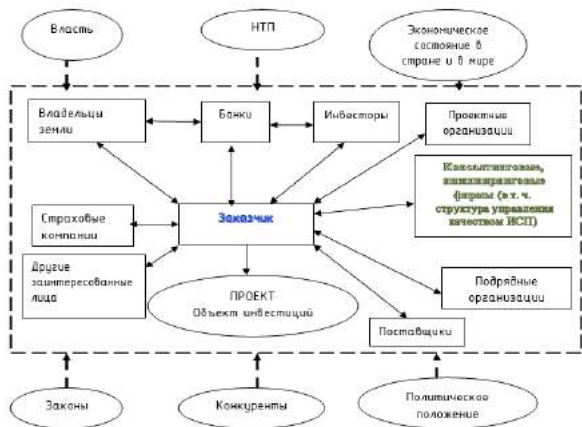 Власть
НТП
Экономическое
состояние в
стране и в мире
Владельцы
земли
Банки
Инвесторы
Проектные
организации
Консалтинговые,
инжиниринговые
фирмы (в т. ч.
структура управления
качеством ИСП)
Страховые
компании
Заказчик
Другие
заинтересованные
лица
ПРОЕКТ
Объект инвестиций
Подрядные
организации
Поставщики
Законы
Конкуренты
Политическое
положение